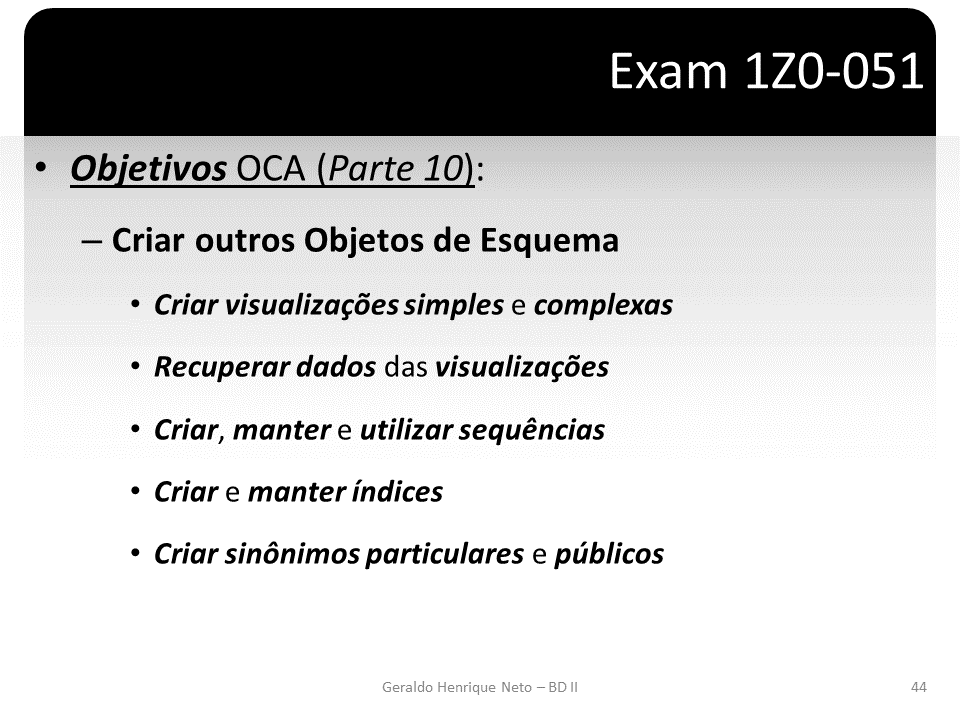 Exam 1Z0-051
• Objetivos OCA (Parte 10):
– Criar outros Objetos de Esquema
• Criar visualizações simples e complexas
• Recuperar dados das visualizações
• Criar, manter e utilizar sequências
• Criar e manter índices
• Criar sinônimos particulares e públicos
Geraldo Henrique Neto – BD II
44